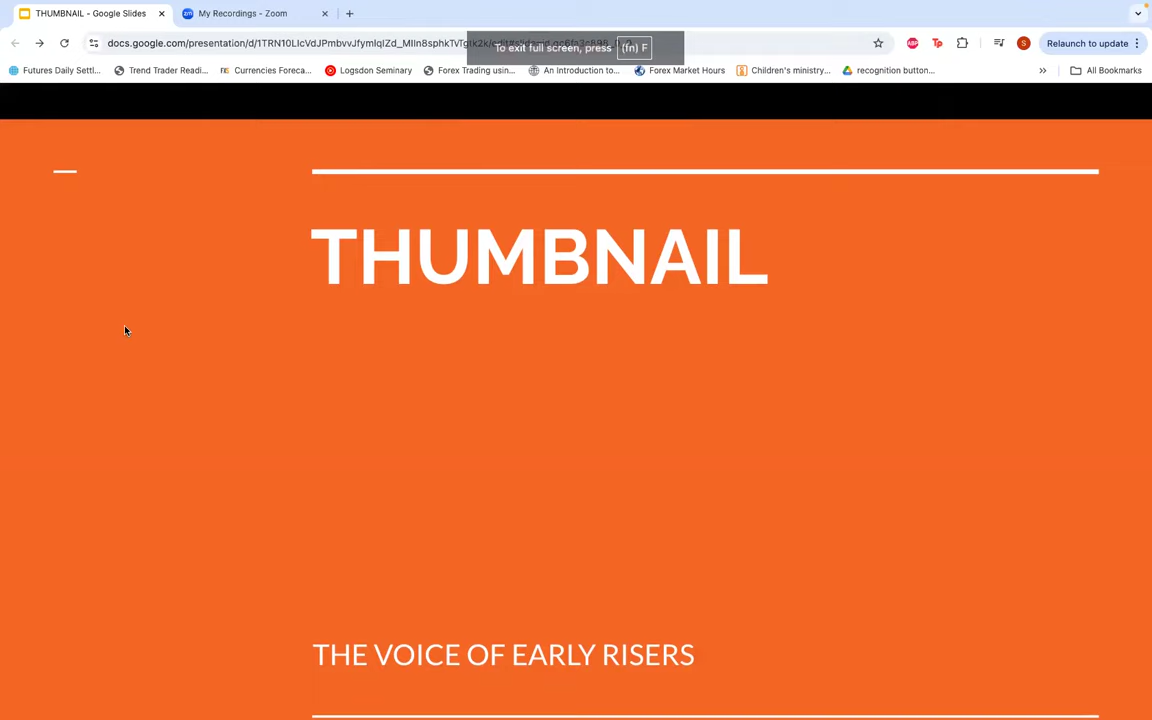 THUMBNAIL - Google Slides
My Recordings - Zoom
To exit full screen, press (fn) F
Relaunch to update
Futures Daily Settl...
Trend Trader Readi...
Currencies Foreca...
Logsdon Seminary
Forex Trading using...
An Introduction to...
Forex Market Hours
Children's ministry...
recognition button...
All Bookmarks
THUMBNAIL
THE VOICE OF EARLY RISERS